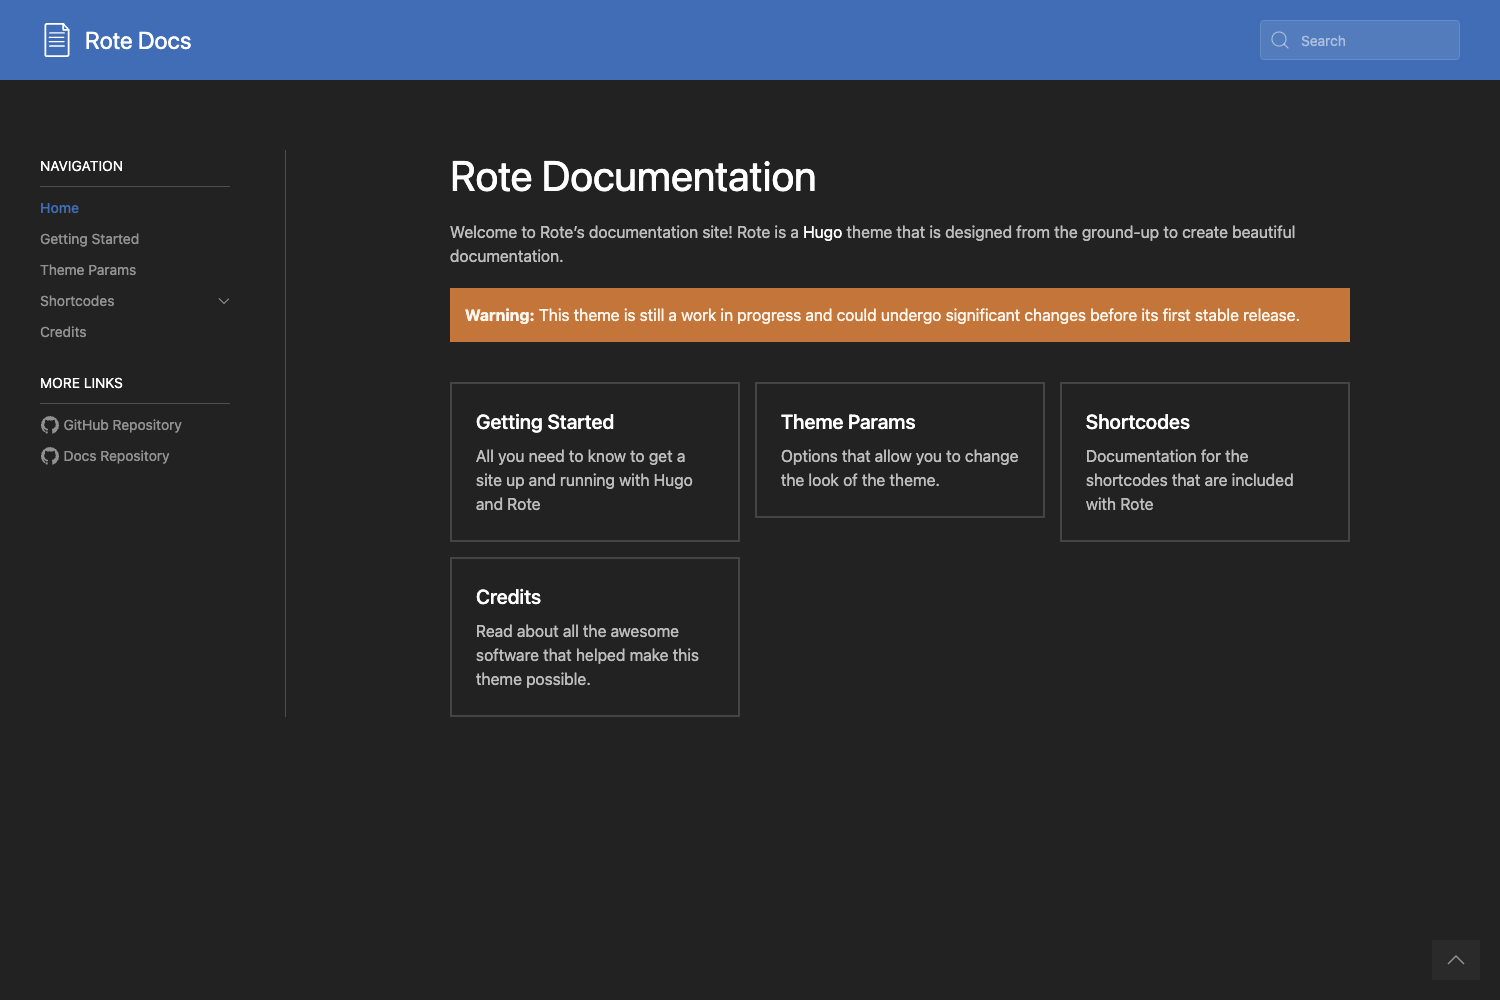 Rote Docs
Search
NAVIGATION
Home
Getting Started
Theme Params
Shortcodes
Credits
MORE LINKS
GitHub Repository
Docs Repository
Rote Documentation
Welcome to Rote’s documentation site! Rote is a Hugo theme that is designed from the ground-up to create beautiful
documentation.
Warning: This theme is still a work in progress and could undergo significant changes before its first stable release.
Getting Started
All you need to know to get a
site up and running with Hugo
and Rote
Theme Params
Options that allow you to change
the look of the theme.
Shortcodes
Documentation for the
shortcodes that are included
with Rote
Credits
Read about all the awesome
software that helped make this
theme possible.